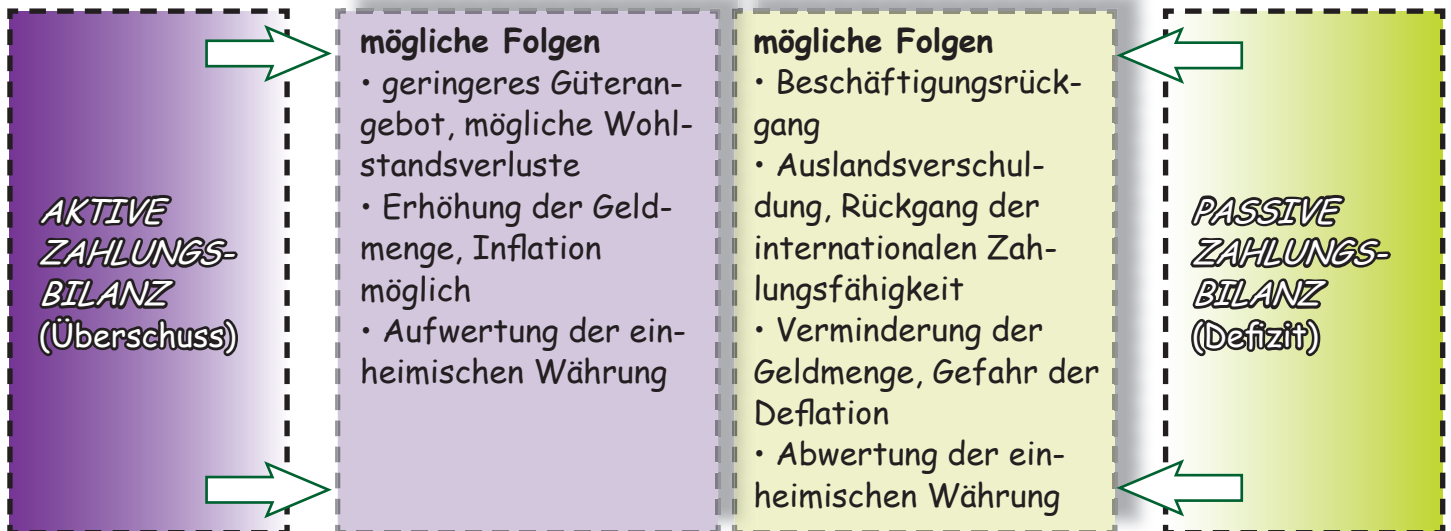 AKTIVE
ZAHLUNGS-
BILANZ
(Überschuss)
mögliche Folgen
• geringeres Güteran-
gebot, mögliche Wohl-
standsverluste
• Erhöhung der Geld-
menge, Inflation
möglich
• Aufwertung der ein-
heimischen Währung
mögliche Folgen
• Beschäftigungsrück-
gang
• Auslandsverschul-
dung, Rückgang der
internationalen Zah-
lungsfähigkeit
• Verminderung der
Geldmenge, Gefahr der
Deflation
• Abwertung der ein-
heimischen Währung
PASSIVE
ZAHLUNGS-
BILANZ
(Defizit)